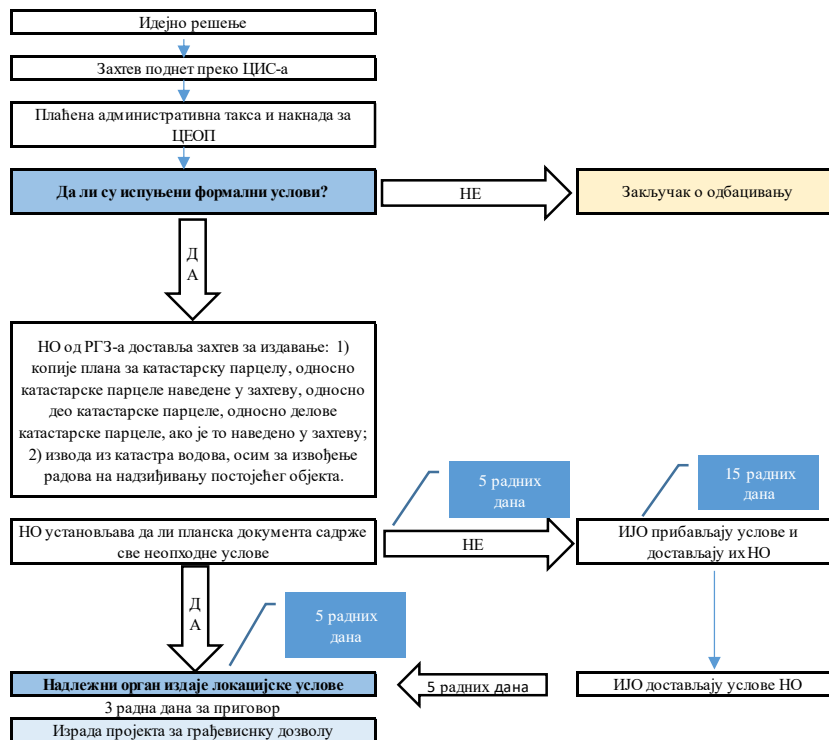 Идејно решење
Захтев поднет преко ЦИС-а
Плаћена административна такса и накнада за
ЦЕОП
Да ли су испуњени формални услови?
НЕ
Закључак о одбацивању
Д
А
НО од РГЗ-а доставља захтев за издавање: 1)
копије плана за катастарску парцелу, односно
катастарске парцеле наведене у захтеву, односно
део катастарске парцеле, односно делове
катастарске парцеле, ако је то наведено у захтеву;
2) извода из катастра водова, осим за извођење
радова на надзиђивању постојећег објекта.
5 радних
дана
15 радних
дана
НО установљава да ли планска документа садрже
све неопходне услове
НЕ
ИЈО прибављају услове и
достављају их НО
Д
А
5 радних
дана
Надлежни орган издаје локацијске услове
5 радних дана
ИЈО достављају услове НО
3 радна дана за приговор
Израда пројекта за грађевиснку дозволу